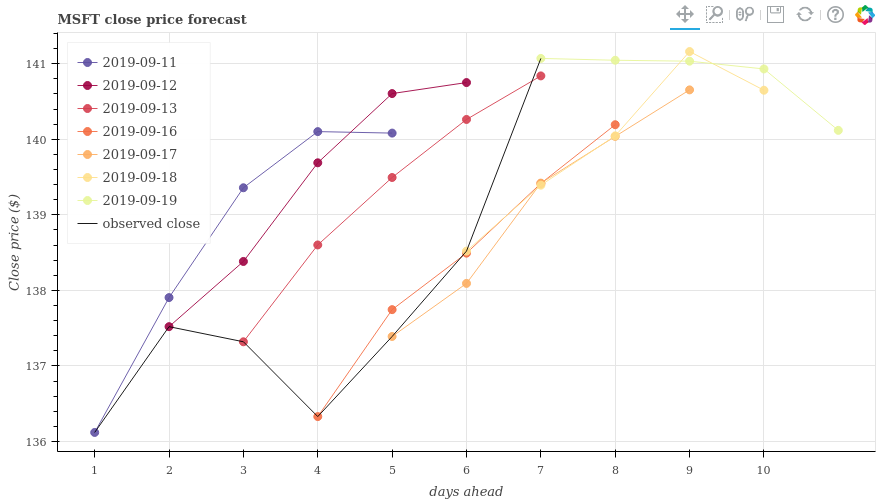 MSFT close price forecast
2019-09-11
2019-09-12
2019-09-13
2019-09-16
2019-09-17
2019-09-18
2019-09-19
observed close
Close price ($)
141
140
139
138
137
136
1 2 3 4 5 6 7 8 9 10
days ahead